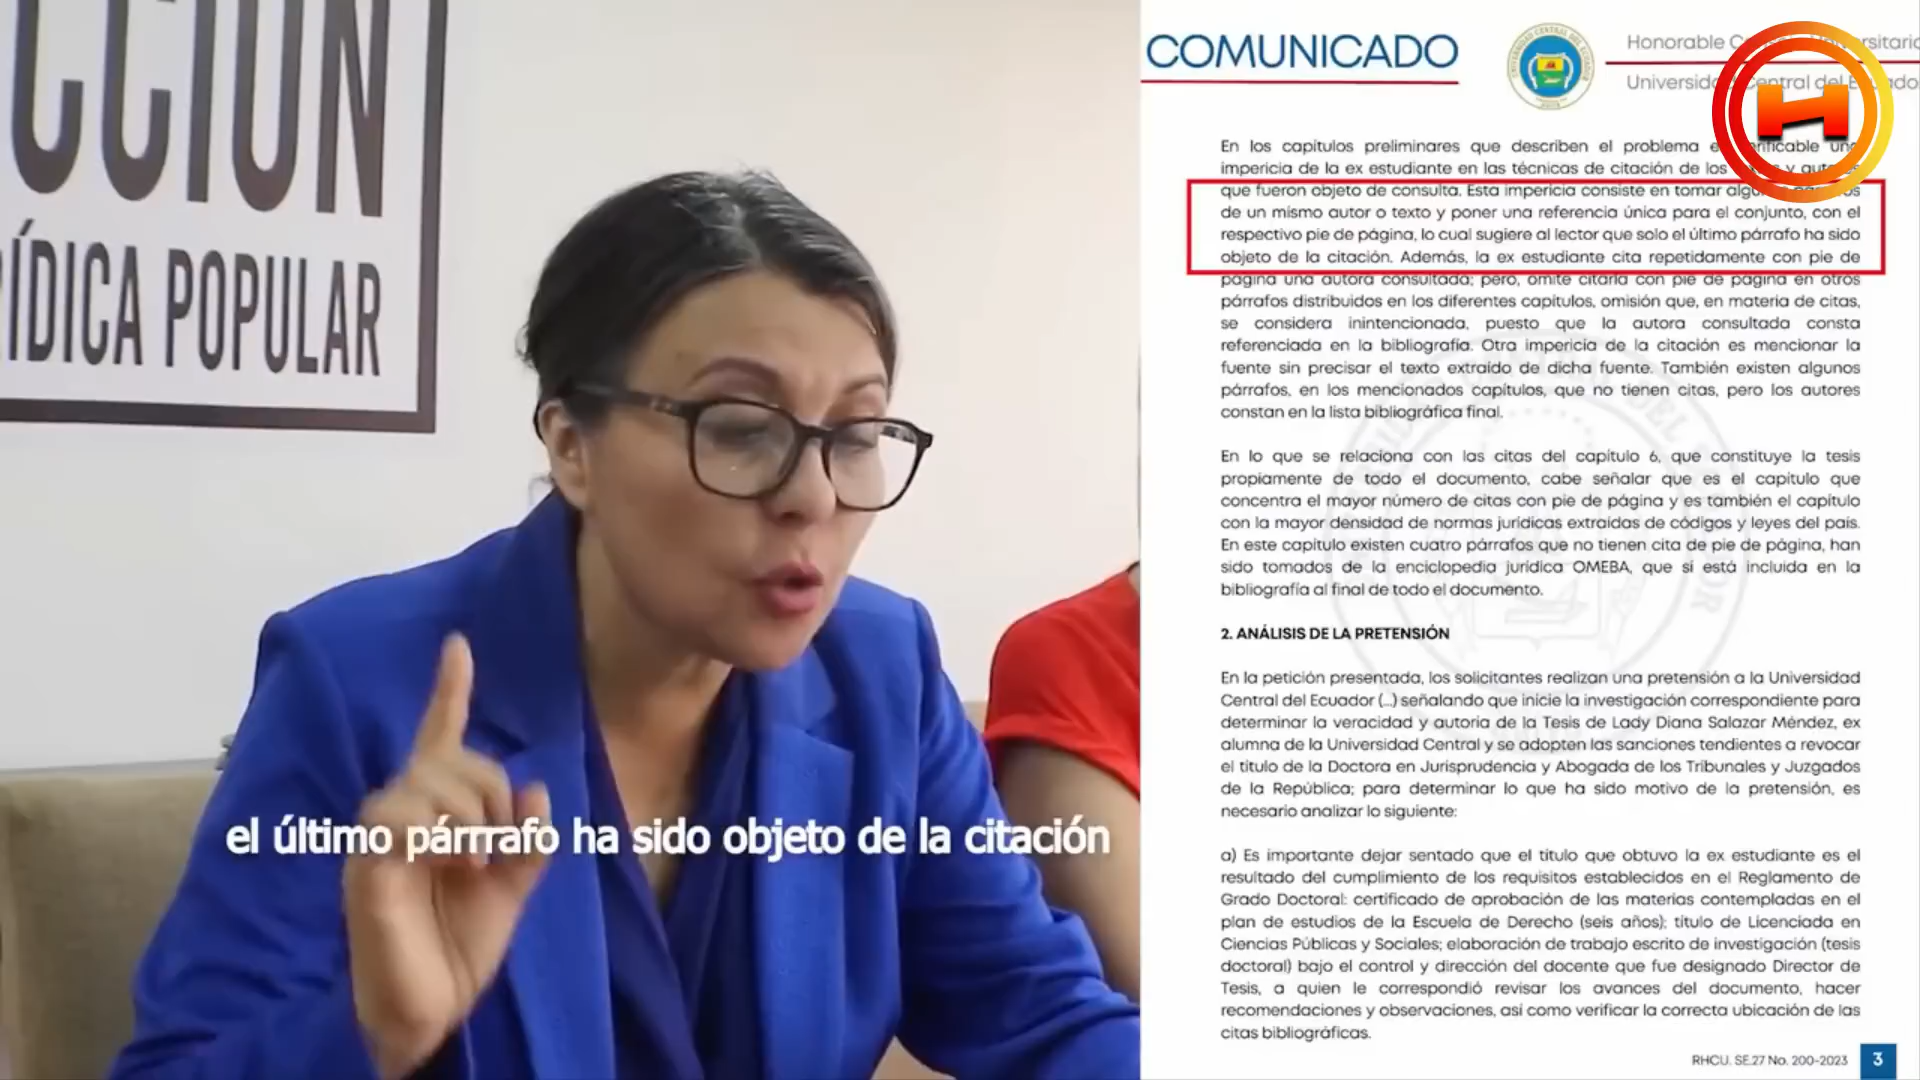 CCIÓN
RÍDICA POPULAR
el último párrrafo ha sido objeto de la citación
COMUNICADO
Honorable
Universitario
Universidad Central del Ecuador
UNIVERSIDAD CENTRAL DEL ECUADOR
H
En los capítulos preliminares que describen el problema es verificable una
impericia de la ex estudiante en las técnicas de citación de los y
que fueron objeto de consulta. Esta impericia consiste en tomar
de un mismo autor o texto y poner una referencia única para el conjunto, con el
respectivo pie de página, lo cual sugiere al lector que solo el último párrafo ha sido
objeto de la citación. Además, la ex estudiante cita repetidamente con pie de
página una autora consultada; pero, omite citarla con pie de página en otros
párrafos distribuidos en los diferentes capítulos, omisión que, en materia de citas,
se considera inintencionada, puesto que la autora consultada consta
referenciada en la bibliografía. Otra impericia de la citación es mencionar la
fuente sin precisar el texto extraído de dicha fuente. También existen algunos
párrafos, en los mencionados capítulos, que no tienen citas, pero los autores
constan en la lista bibliográfica final.
En lo que se relaciona con las citas del capítulo 6, que constituye la tesis
propiamente de todo el documento, cabe señalar que es el capítulo que
concentra el mayor número de citas con pie de página y es también el capítulo
con la mayor densidad de normas jurídicas extraídas de códigos y leyes del país.
En este capítulo existen cuatro párrafos que no tienen cita de pie de página, han
sido tomados de la enciclopedia jurídica OMEBA, que sí está incluida en la
bibliografía al final de todo el documento.
2. ANÁLISIS DE LA PRETENSIÓN
En la petición presentada, los solicitantes realizan una pretensión a la Universidad
Central del Ecuador (...) señalando que inicie la investigación correspondiente para
determinar la veracidad y autoría de la Tesis de Lady Diana Salazar Méndez, ex
alumna de la Universidad Central y se adopten las sanciones tendientes a revocar
el título de la Doctora en Jurisprudencia y Abogada de los Tribunales y Juzgados
de la República; para determinar lo que ha sido motivo de la pretensión, es
necesario analizar lo siguiente:
a) Es importante dejar sentado que el título que obtuvo la ex estudiante es el
resultado del cumplimiento de los requisitos establecidos en el Reglamento de
Grado Doctoral: certificado de aprobación de las materias contempladas en el
plan de estudios de la Escuela de Derecho (seis años); título de Licenciada en
Ciencias Públicas y Sociales; elaboración de trabajo escrito de investigación (tesis
doctoral) bajo el control y dirección del docente que fue designado Director de
Tesis, a quien le correspondió revisar los avances del documento, hacer
recomendaciones y observaciones, así como verificar la correcta ubicación de las
citas bibliográficas.
RHCU. SE.27 No. 200-2023
3